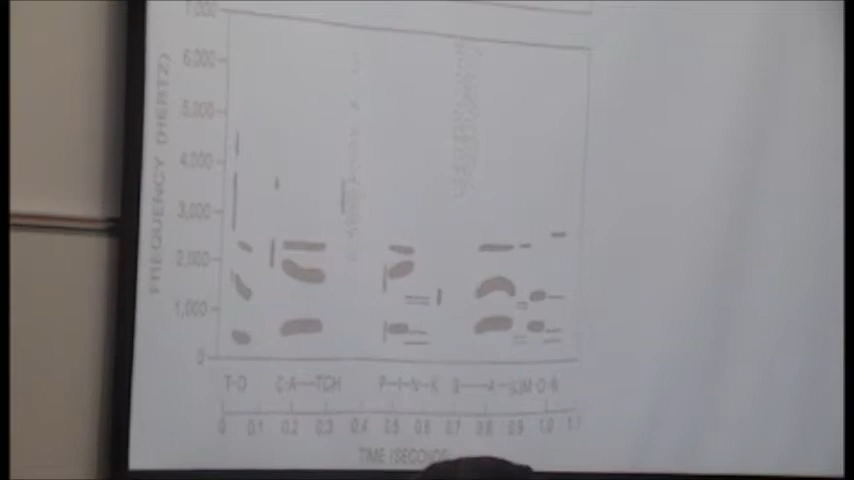 7,000
6,000
5,000
4,000
3,000
2,000
1,000
0
FREQUENCY (HERTZ)
T-O C-A—TCH P-I-N-K S—A-L)M-O-N
0 0.1 0.2 0.3 0.4 0.5 0.6 0.7 0.8 0.9 1.0 1.1
TIME (SECONDS